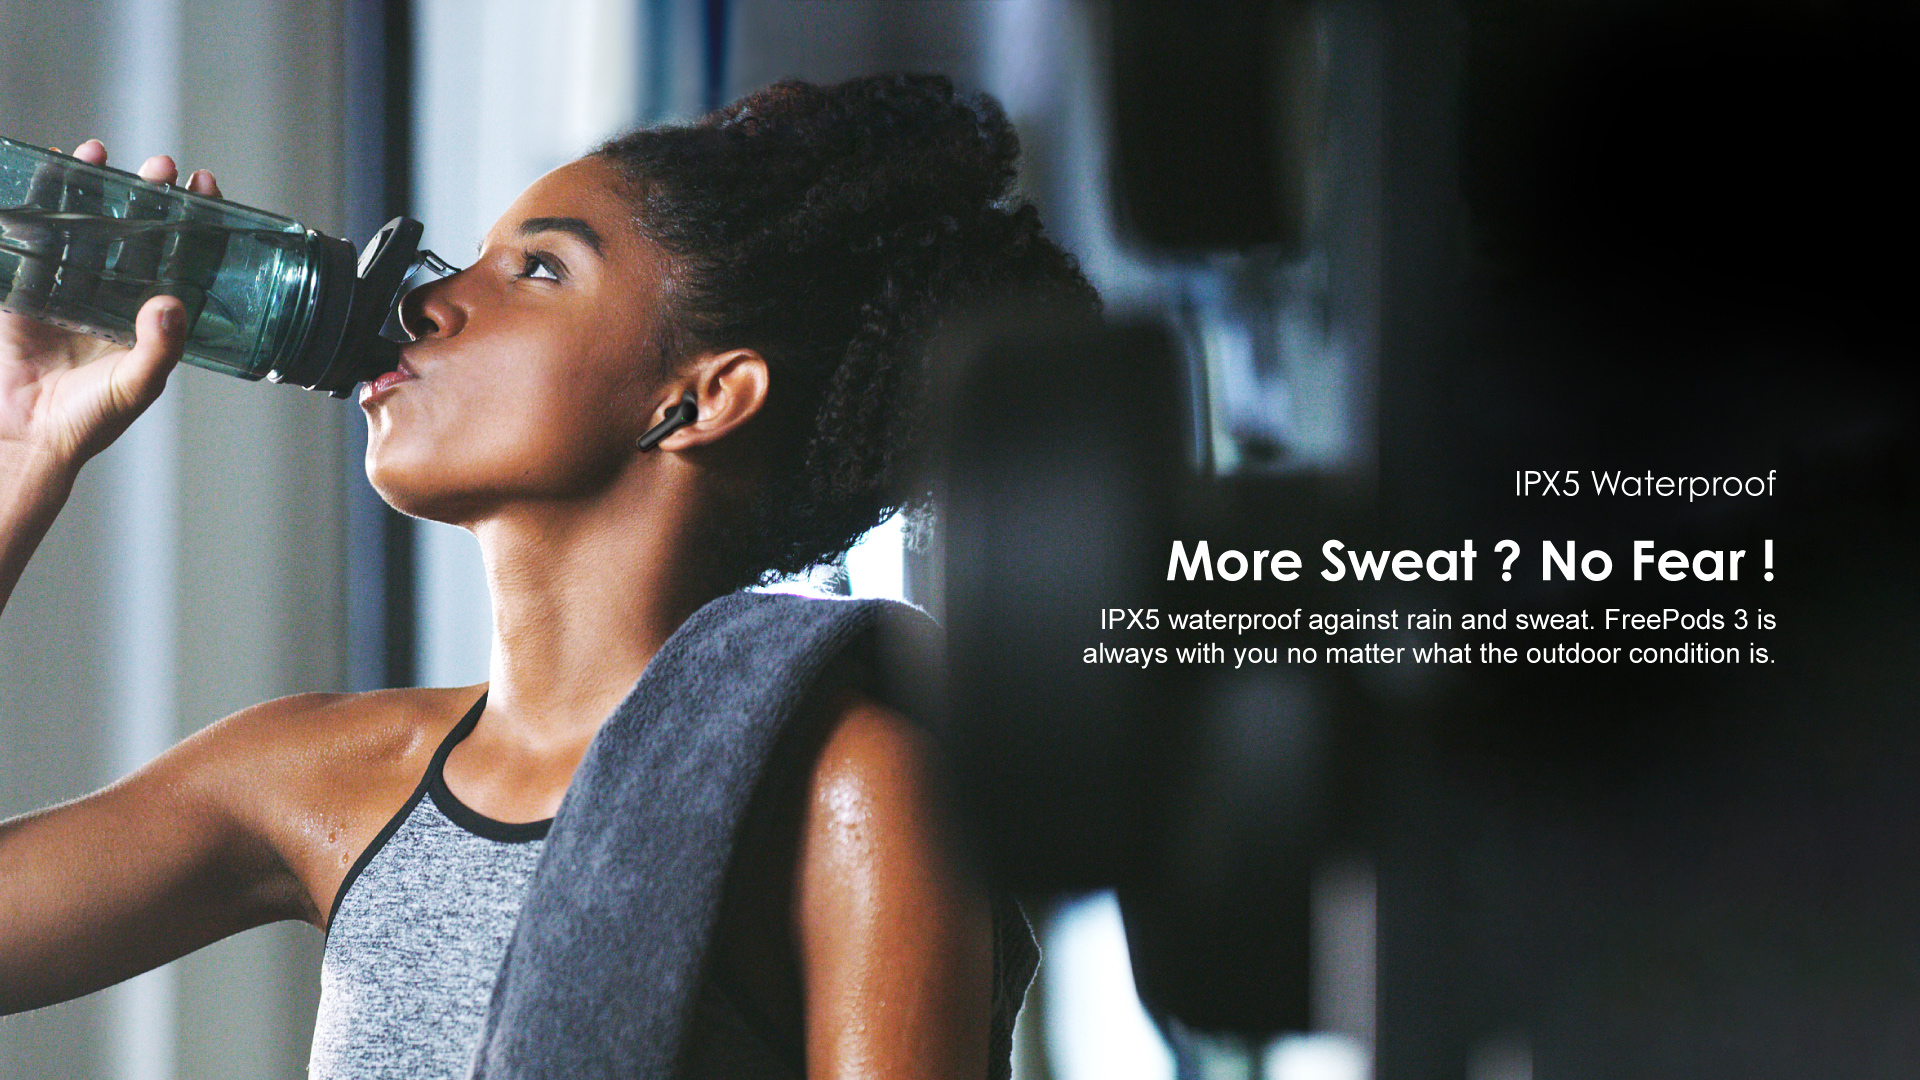 IPX5 Waterproof
More Sweat ? No Fear !
IPX5 waterproof against rain and sweat. FreePods 3 is
always with you no matter what the outdoor condition is.